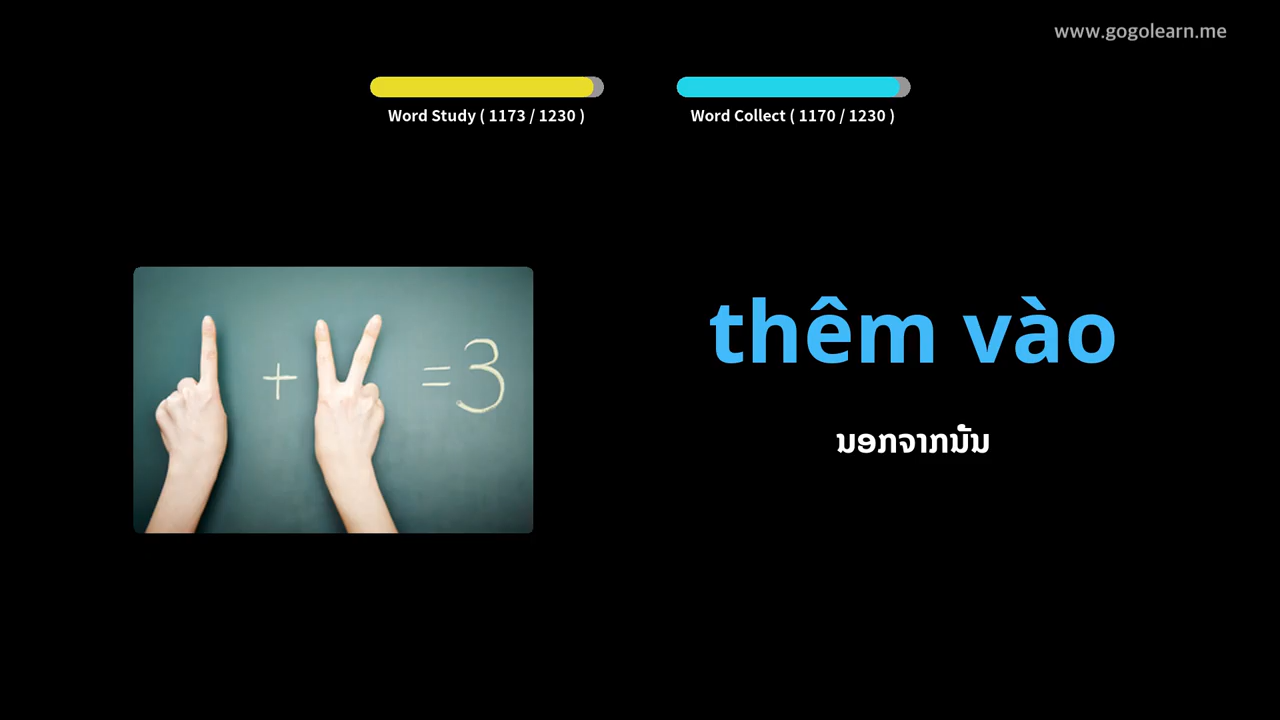 www.gogolearn.me
Word Study ( 1173 / 1230 )
Word Collect ( 1170 / 1230 )
+ = 3
thêm vào
ນອກຈາກນັ້ນ